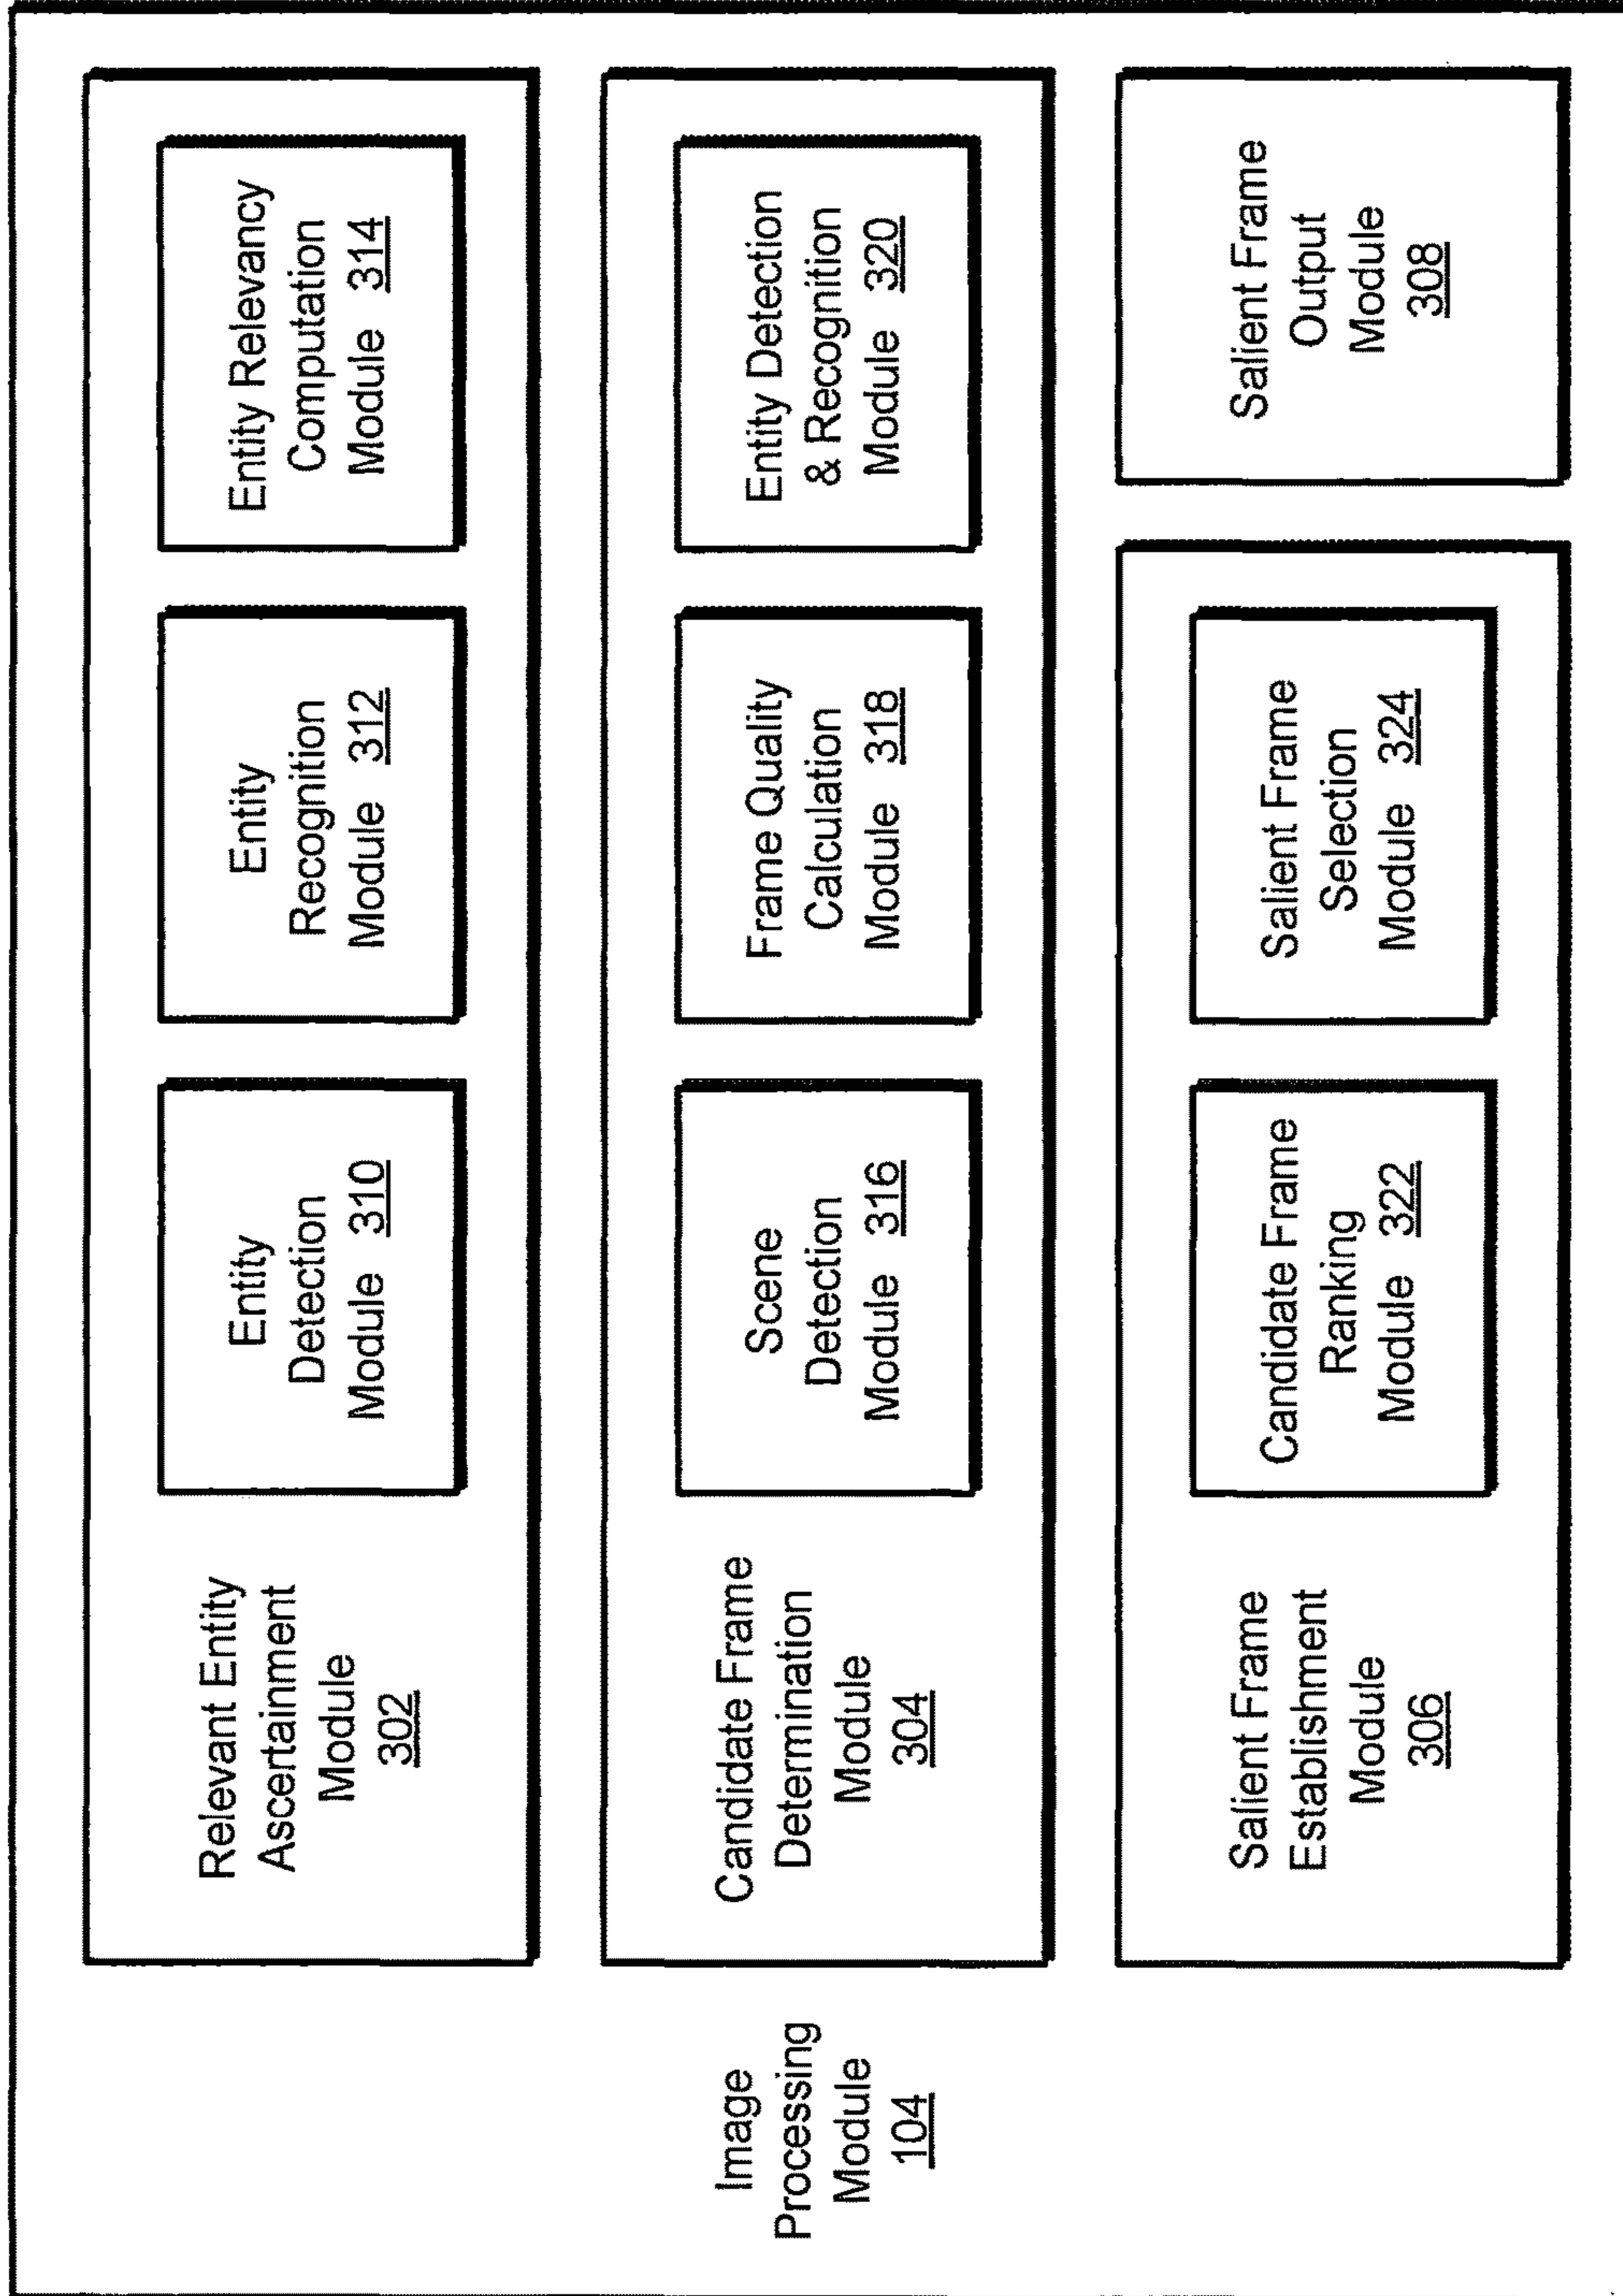 Image
Processing
Module
104
Relevant Entity
Ascertainment
Module
302
Entity
Detection
Module 310
Entity
Recognition
Module 312
Entity Relevancy
Computation
Module 314
Candidate Frame
Determination
Module
304
Scene
Detection
Module 316
Frame Quality
Calculation
Module 318
Entity Detection
& Recognition
Module 320
Salient Frame
Establishment
Module
306
Candidate Frame
Ranking
Module 322
Salient Frame
Selection
Module 324
Salient Frame
Output
Module
308